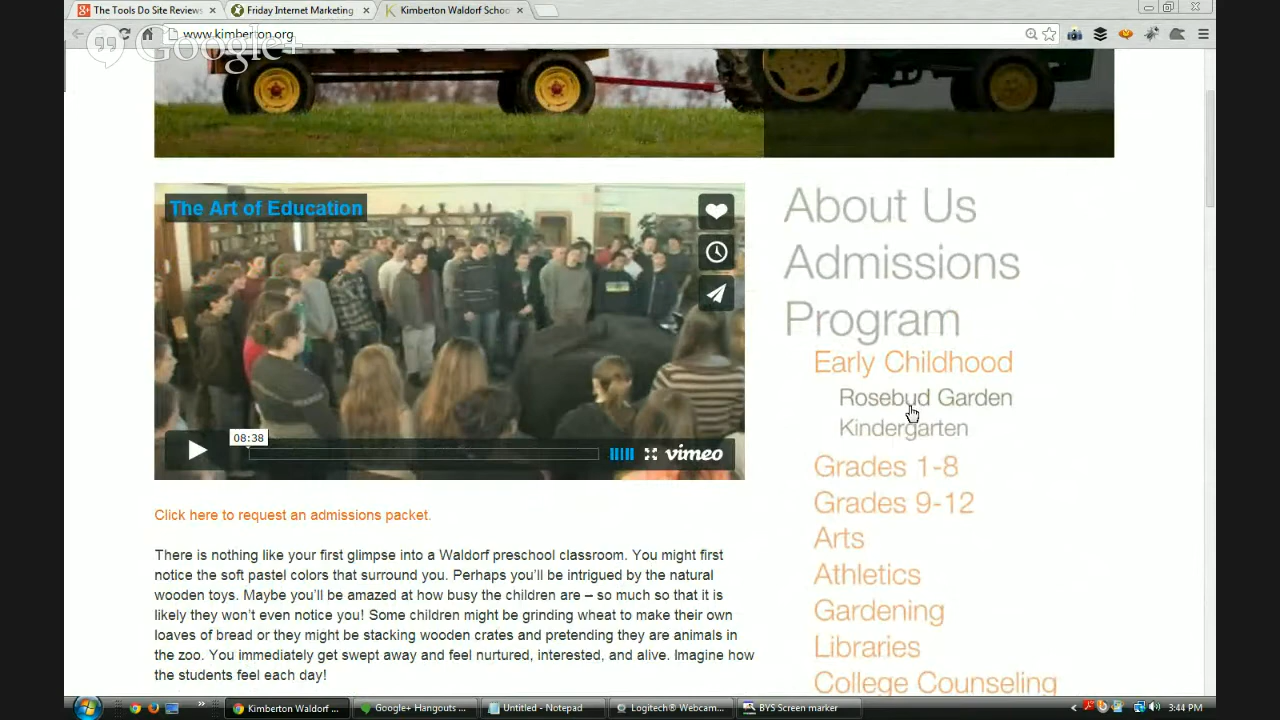 The Tools Do Site Reviews
Friday Internet Marketing
Kimberton Waldorf Schoo
www.kimberton.org
Google+
The Art of Education
08:38
vimeo
Click here to request an admissions packet.
There is nothing like your first glimpse into a Waldorf preschool classroom. You might first
notice the soft pastel colors that surround you. Perhaps you'll be intrigued by the natural
wooden toys. Maybe you'll be amazed at how busy the children are – so much so that it is
likely they won't even notice you! Some children might be grinding wheat to make their own
loaves of bread or they might be stacking wooden crates and pretending they are animals in
the zoo. You immediately get swept away and feel nurtured, interested, and alive. Imagine how
the students feel each day!
About Us
Admissions
Program
Early Childhood
Rosebud Garden
Kindergarten
Grades 1-8
Grades 9-12
Arts
Athletics
Gardening
Libraries
College Counseling
Kimberton Waldorf ...
Google+ Hangouts ...
Untitled - Notepad
Logitech® Webcam...
BYS Screen marker
3:44 PM